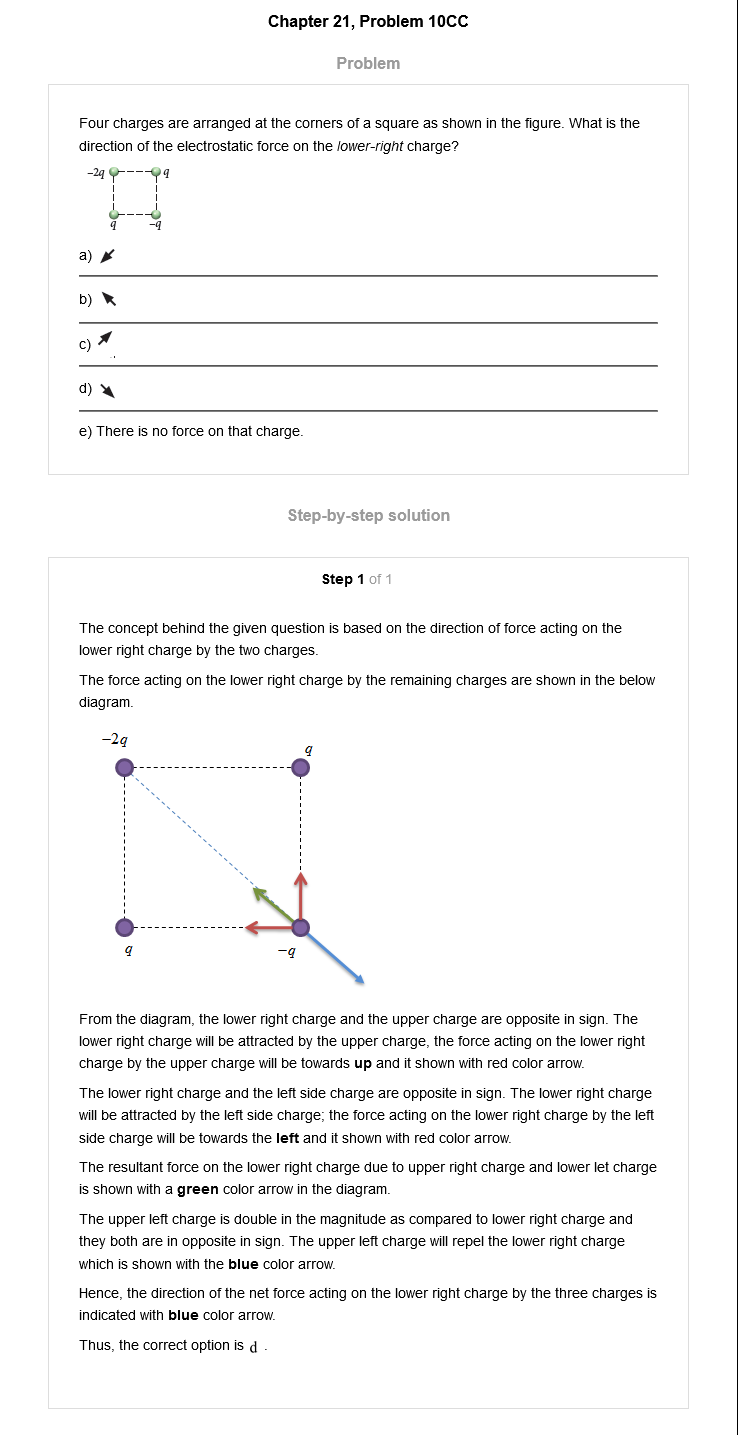 Chapter 21, Problem 10CC
Problem
Four charges are arranged at the corners of a square as shown in the figure. What is the
direction of the electrostatic force on the lower-right charge?
−2q q
q −q
a)
b)
c)
d)
e) There is no force on that charge.
Step-by-step solution
Step 1 of 1
The concept behind the given question is based on the direction of force acting on the
lower right charge by the two charges.
The force acting on the lower right charge by the remaining charges are shown in the below
diagram.
−2q
q
q −q
From the diagram, the lower right charge and the upper charge are opposite in sign. The
lower right charge will be attracted by the upper charge, the force acting on the lower right
charge by the upper charge will be towards up and it shown with red color arrow.
The lower right charge and the left side charge are opposite in sign. The lower right charge
will be attracted by the left side charge; the force acting on the lower right charge by the left
side charge will be towards the left and it shown with red color arrow.
The resultant force on the lower right charge due to upper right charge and lower let charge
is shown with a green color arrow in the diagram.
The upper left charge is double in the magnitude as compared to lower right charge and
they both are in opposite in sign. The upper left charge will repel the lower right charge
which is shown with the blue color arrow.
Hence, the direction of the net force acting on the lower right charge by the three charges is
indicated with blue color arrow.
Thus, the correct option is d .